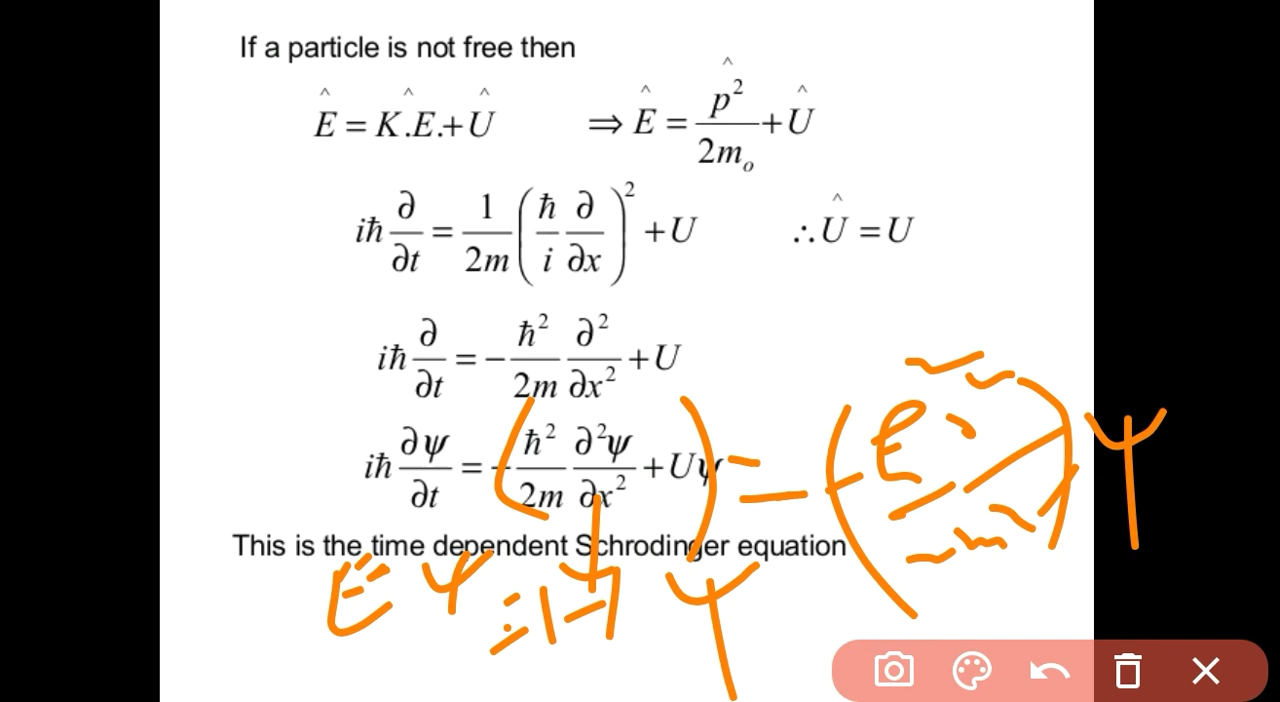 If a particle is not free then
Ê = K.Ê.+Û ⇒ Ê = p̂²/2mₒ + Û
iħ ∂/∂t = 1/2m (ħ/i ∂/∂x)² + U ∴ Û = U
iħ ∂/∂t = − ħ²/2m ∂²/∂x² + U
iħ ∂ψ/∂t = − ħ²/2m ∂²ψ/∂x² + Uψ
This is the time dependent Schrodinger equation
E ψ = H ψ